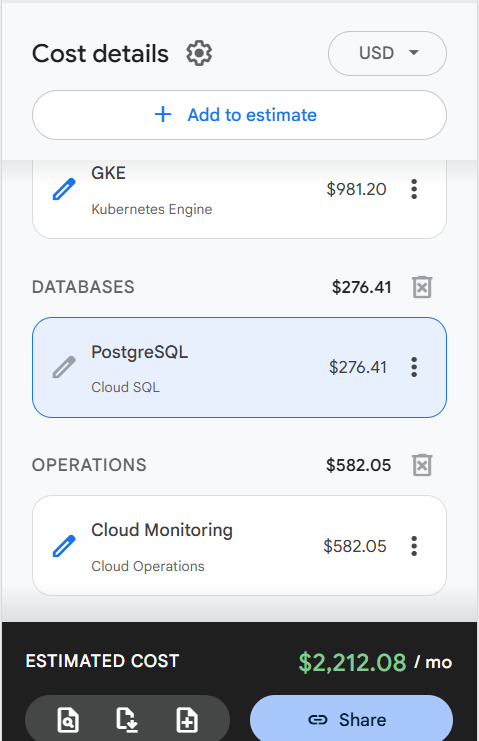 Cost details
USD
Add to estimate
GKE
$981.20
Kubernetes Engine
DATABASES
$276.41
PostgreSQL
$276.41
Cloud SQL
OPERATIONS
$582.05
Cloud Monitoring
$582.05
Cloud Operations
ESTIMATED COST
$2,212.08 / mo
Share